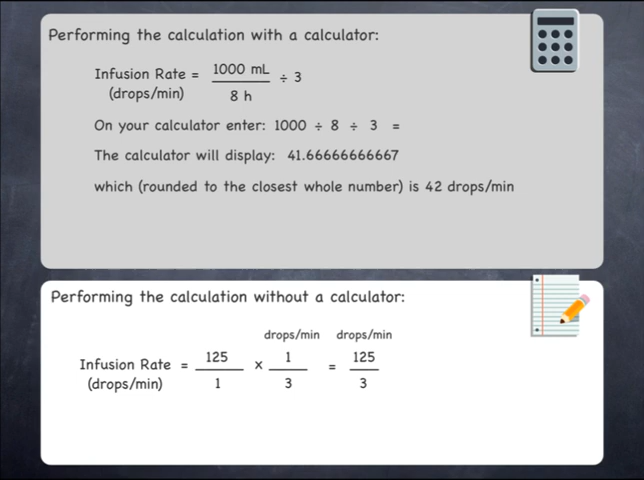 Performing the calculation with a calculator:
Infusion Rate = 1000 mL ÷ 3
(drops/min) 8 h
On your calculator enter: 1000 ÷ 8 ÷ 3 =
The calculator will display: 41.66666666667
which (rounded to the closest whole number) is 42 drops/min
Performing the calculation without a calculator:
drops/min drops/min
Infusion Rate = 125 x 1 = 125
(drops/min) 1 3 3